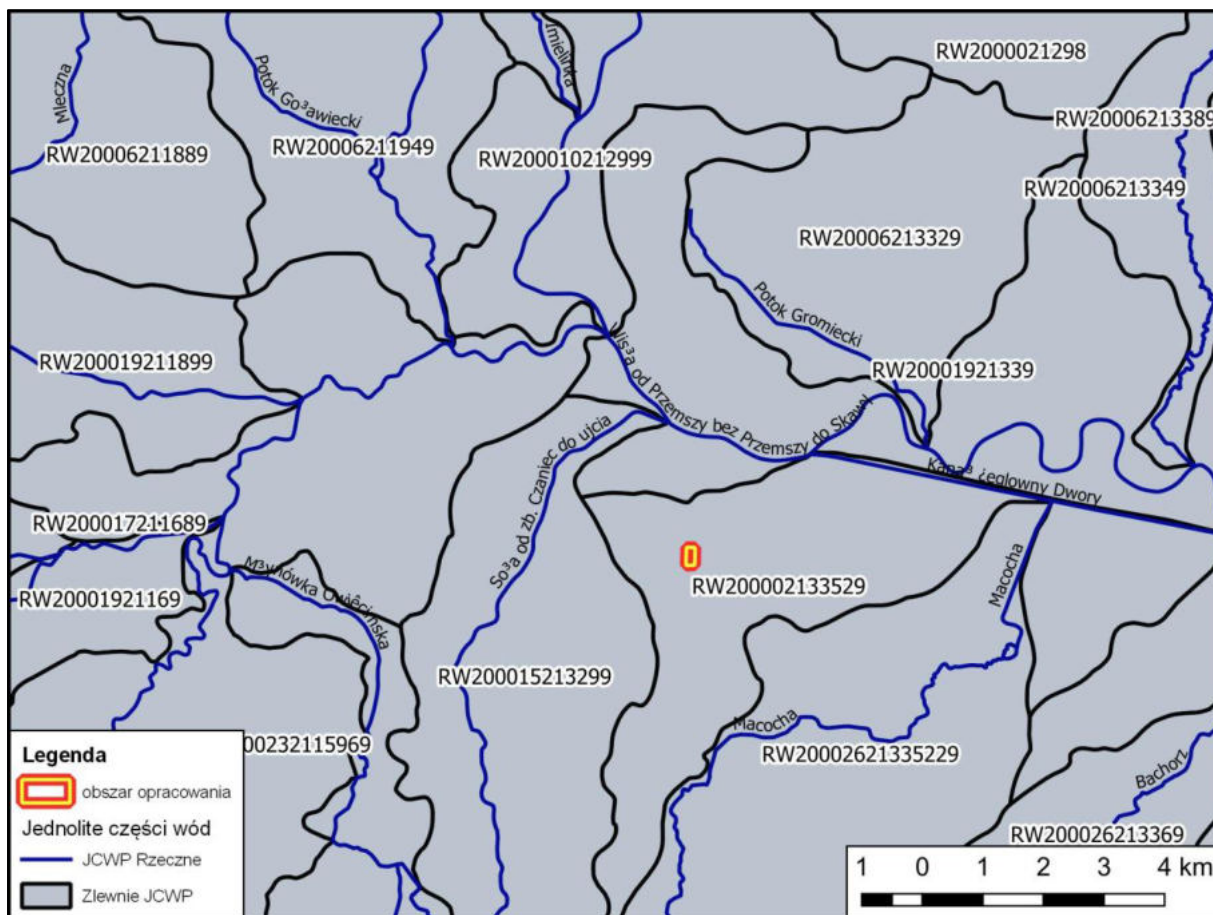 RW2000021298
Imielinka
Mleczna
Potok Go³awiecki
RW20006213389
RW20006211889
RW20006211949
RW200010212999
RW20006213349
RW20006213329
Potok Gromiecki
RW200019211899
RW20001921339
Wis³a od Przemszy bez Przemszy do Skawy
So³a od zb. Czaniec do ujcia
Kana³ ¿eglowny Dwory
RW200017211689
M³ynówka Owiêcimska
RW200002133529
Macocha
RW20001921169
RW200015213299
Macocha
00232115969
RW20002621335229
Bachorz
RW200026213369
Legenda
obszar opracowania
Jednolite części wód
JCWP Rzeczne
Zlewnie JCWP
1 0 1 2 3 4 km